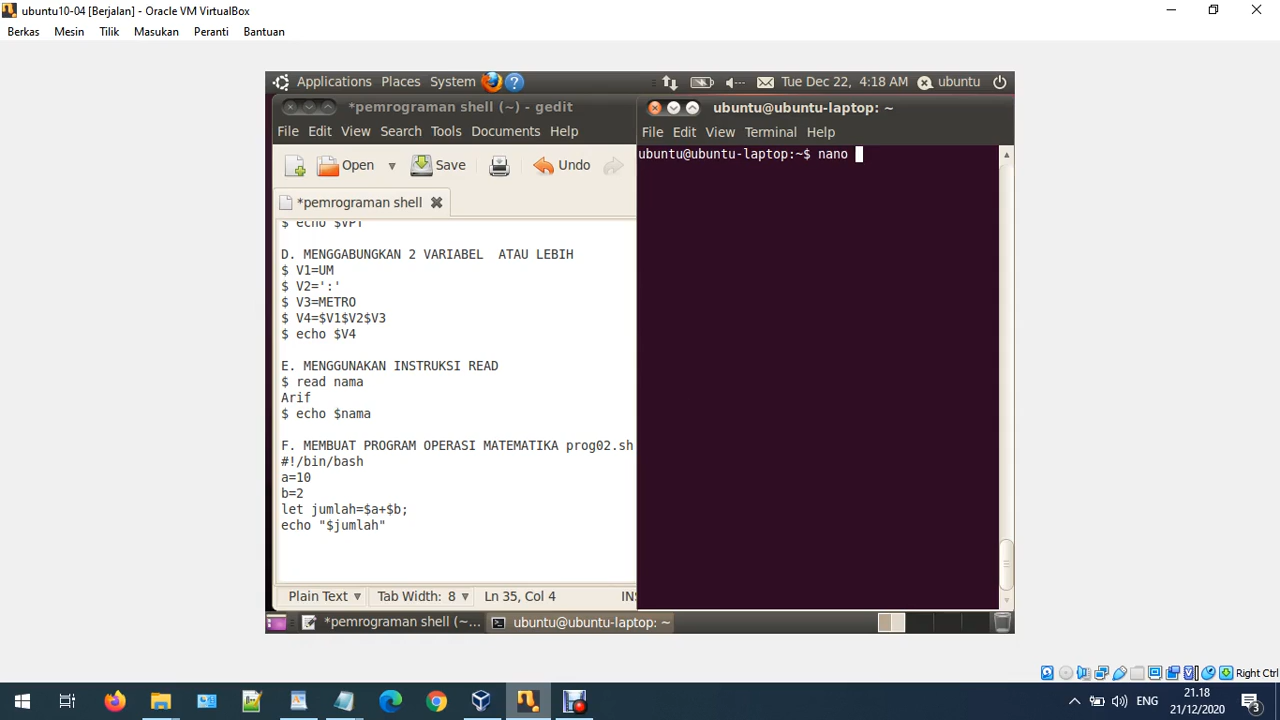 ubuntu10-04 [Berjalan] - Oracle VM VirtualBox
Berkas Mesin Tilik Masukan Peranti Bantuan
Applications Places System Tue Dec 22, 4:18 AM ubuntu
*pemrograman shell (~) - gedit
File Edit View Search Tools Documents Help
Open Save Undo
*pemrograman shell
$ echo $VPT
D. MENGGABUNGKAN 2 VARIABEL  ATAU LEBIH
$ V1=UM
$ V2=':'
$ V3=METRO
$ V4=$V1$V2$V3
$ echo $V4
E. MENGGUNAKAN INSTRUKSI READ
$ read nama
Arif
$ echo $nama
F. MEMBUAT PROGRAM OPERASI MATEMATIKA prog02.sh
#!/bin/bash
a=10
b=2
let jumlah=$a+$b;
echo "$jumlah"
Plain Text Tab Width: 8 Ln 35, Col 4 INS
ubuntu@ubuntu-laptop: ~
File Edit View Terminal Help
ubuntu@ubuntu-laptop:~$ nano
*pemrograman shell (~... ubuntu@ubuntu-laptop: ~
Right Ctrl
ENG
21.18
21/12/2020
3